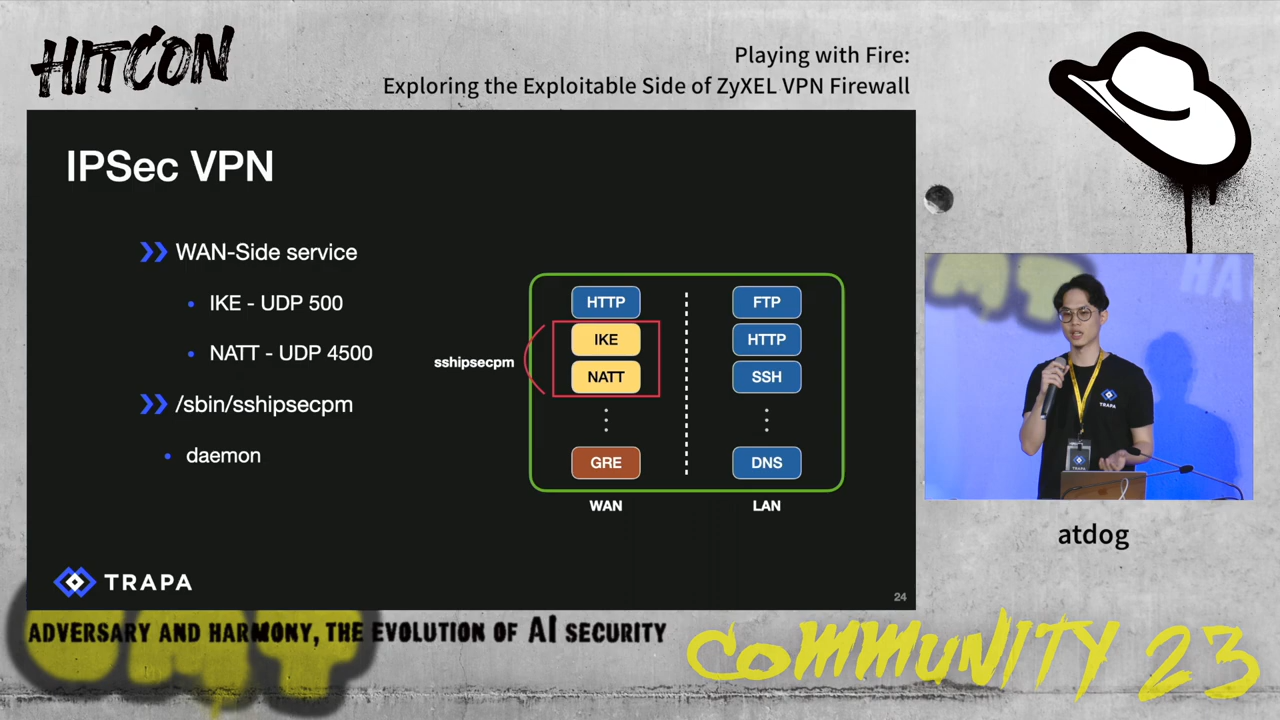 HITCON
Playing with Fire:
Exploring the Exploitable Side of ZyXEL VPN Firewall
IPSec VPN
WAN-Side service
IKE - UDP 500
NATT - UDP 4500
/sbin/sshipsecpm
daemon
sshipsecpm
HTTP
IKE
NATT
GRE
WAN
FTP
HTTP
SSH
DNS
LAN
TRAPA
24
TRAPA
TRAPA
atdog
ADVERSARY AND HARMONY, THE EVOLUTION OF AI SECURITY
COMMUNITY 23